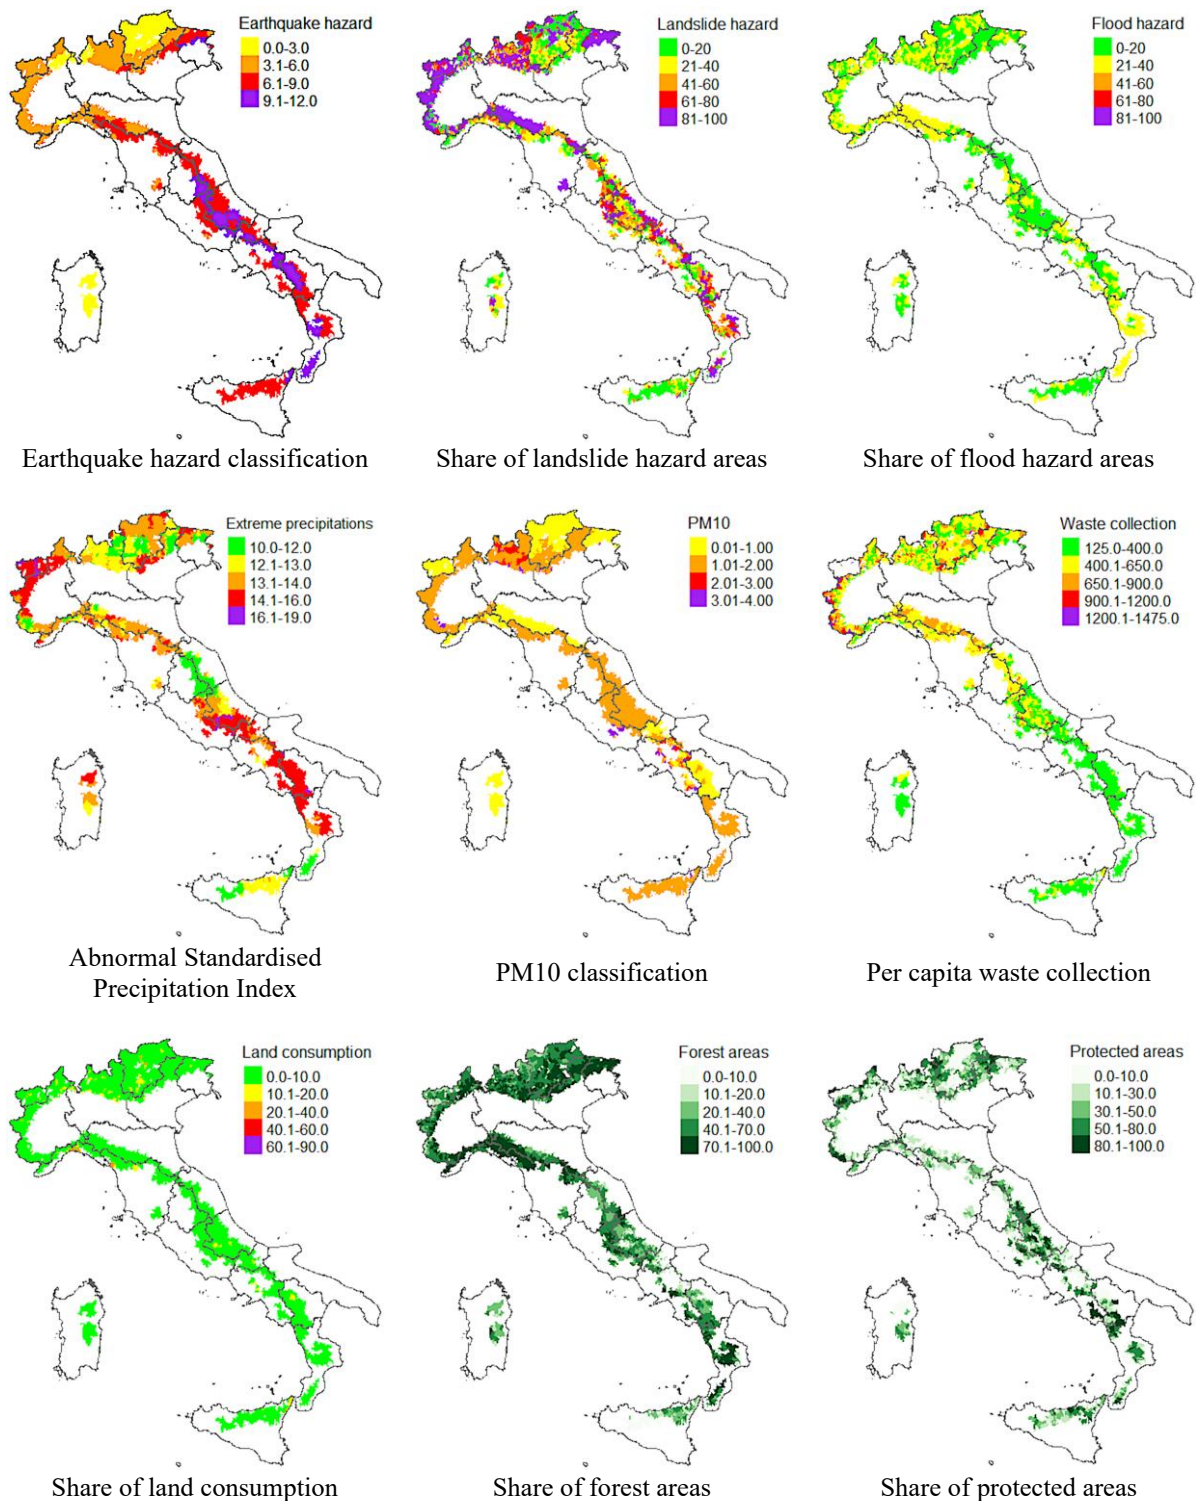 Earthquake hazard
0.0-3.0
3.1-6.0
6.1-9.0
9.1-12.0
Landslide hazard
0-20
21-40
41-60
61-80
81-100
Flood hazard
0-20
21-40
41-60
61-80
81-100
Earthquake hazard classification
Share of landslide hazard areas
Share of flood hazard areas
Extreme precipitations
10.0-12.0
12.1-13.0
13.1-14.0
14.1-16.0
16.1-19.0
PM10
0.01-1.00
1.01-2.00
2.01-3.00
3.01-4.00
Waste collection
125.0-400.0
400.1-650.0
650.1-900.0
900.1-1200.0
1200.1-1475.0
Abnormal Standardised
Precipitation Index
PM10 classification
Per capita waste collection
Land consumption
0.0-10.0
10.1-20.0
20.1-40.0
40.1-60.0
60.1-90.0
Forest areas
0.0-10.0
10.1-20.0
20.1-40.0
40.1-70.0
70.1-100.0
Protected areas
0.0-10.0
10.1-30.0
30.1-50.0
50.1-80.0
80.1-100.0
Share of land consumption
Share of forest areas
Share of protected areas